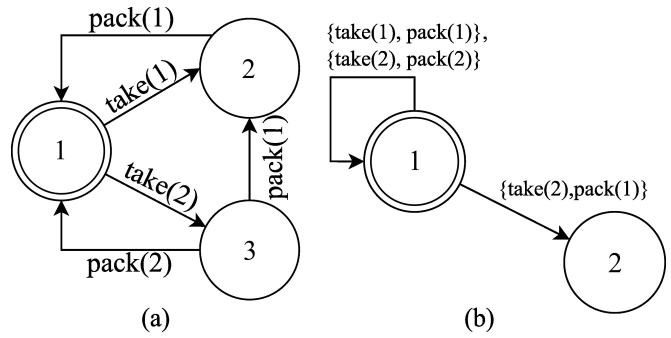 pack(1)
take(1)
2
1
take(2)
pack(1)
3
pack(2)
(a)
{take(1), pack(1)},
{take(2), pack(2)}
1
{take(2),pack(1)}
2
(b)